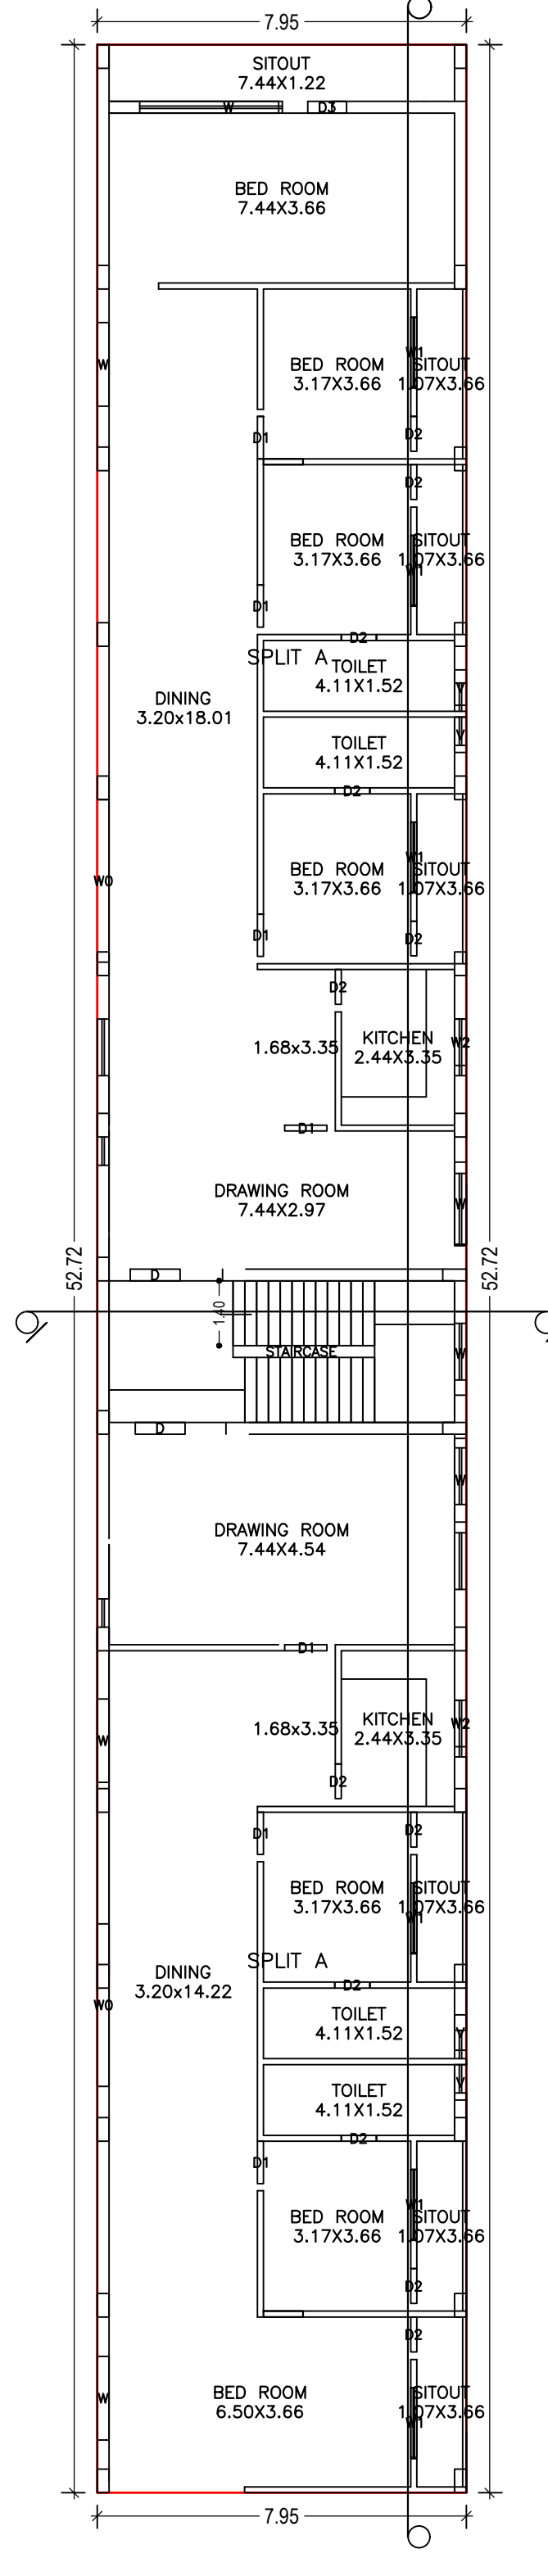 7.95
SITOUT
7.44X1.22
W
D3
BED ROOM
7.44X3.66
W
BED ROOM
3.17X3.66
W1
SITOUT
1.07X3.66
D1
D2
D2
BED ROOM
3.17X3.66
SITOUT
1.07X3.66
W1
D1
D2
SPLIT A
TOILET
4.11X1.52
V
DINING
3.20x18.01
TOILET
4.11X1.52
V
D2
W1
BED ROOM
3.17X3.66
SITOUT
1.07X3.66
W0
D1
D2
D2
1.68x3.35
KITCHEN
2.44X3.35
W2
D1
DRAWING ROOM
7.44X2.97
W
52.72
52.72
D
1.40
STAIRCASE
W
D
W
DRAWING ROOM
7.44X4.54
D1
W
1.68x3.35
KITCHEN
2.44X3.35
W2
D2
D1
D2
BED ROOM
3.17X3.66
SITOUT
1.07X3.66
W1
SPLIT A
DINING
3.20x14.22
D2
W0
TOILET
4.11X1.52
V
V
TOILET
4.11X1.52
D2
D1
W1
BED ROOM
3.17X3.66
SITOUT
1.07X3.66
D2
D2
W
BED ROOM
6.50X3.66
SITOUT
1.07X3.66
W1
7.95